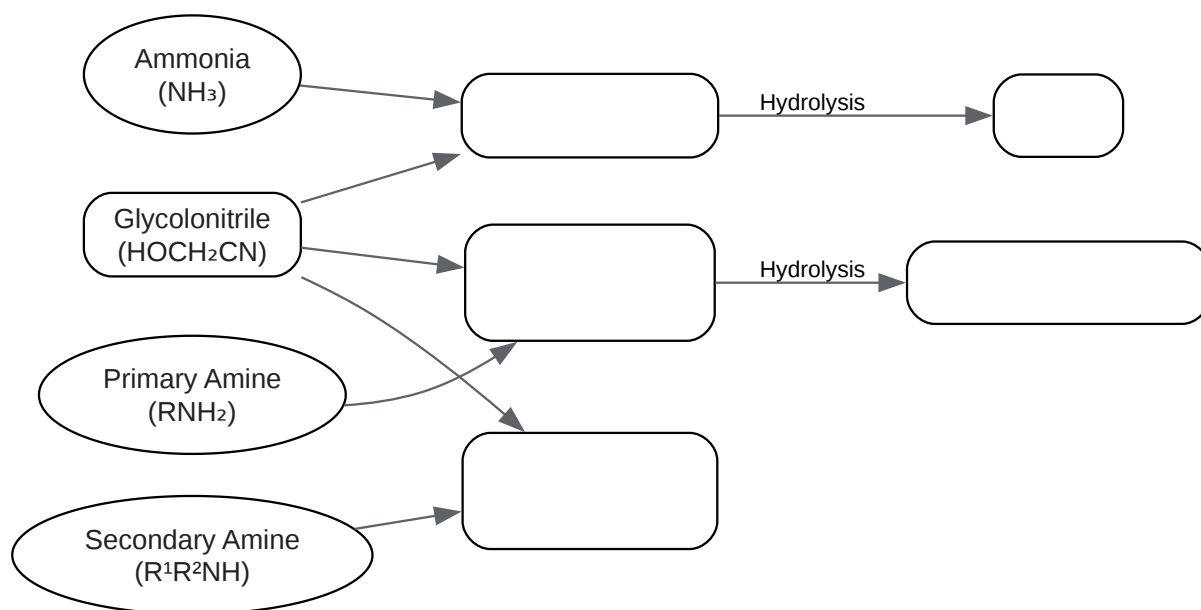 Ammonia
(NH₃)
Hydrolysis
Glycolonitrile
(HOCH₂CN)
Hydrolysis
Primary Amine
(RNH₂)
Secondary Amine
(R¹R²NH)